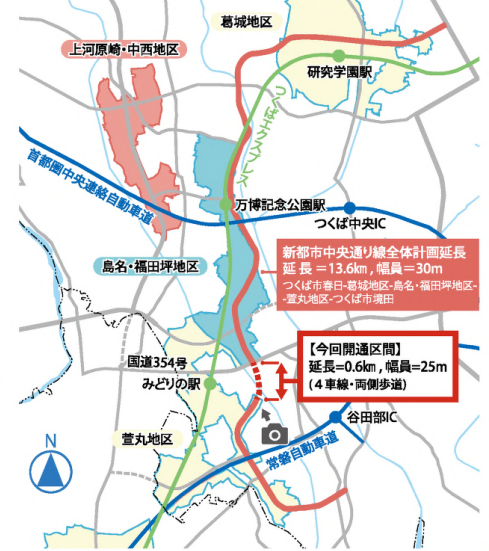 葛城地区
上河原崎・中西地区
研究学園駅
つくばエクスプレス
首都圏中央連絡自動車道
万博記念公園駅
つくば中央IC
島名・福田坪地区
新都市中央通り線全体計画延長
延長=13.6km,幅員=30m
つくば市春日-葛城地区-島名・福田坪地区-
-萱丸地区-つくば市境田
【今回開通区間】
延長=0.6km,幅員=25m
(4車線・両側歩道)
国道354号
みどりの駅
谷田部IC
萱丸地区
常磐自動車道
N